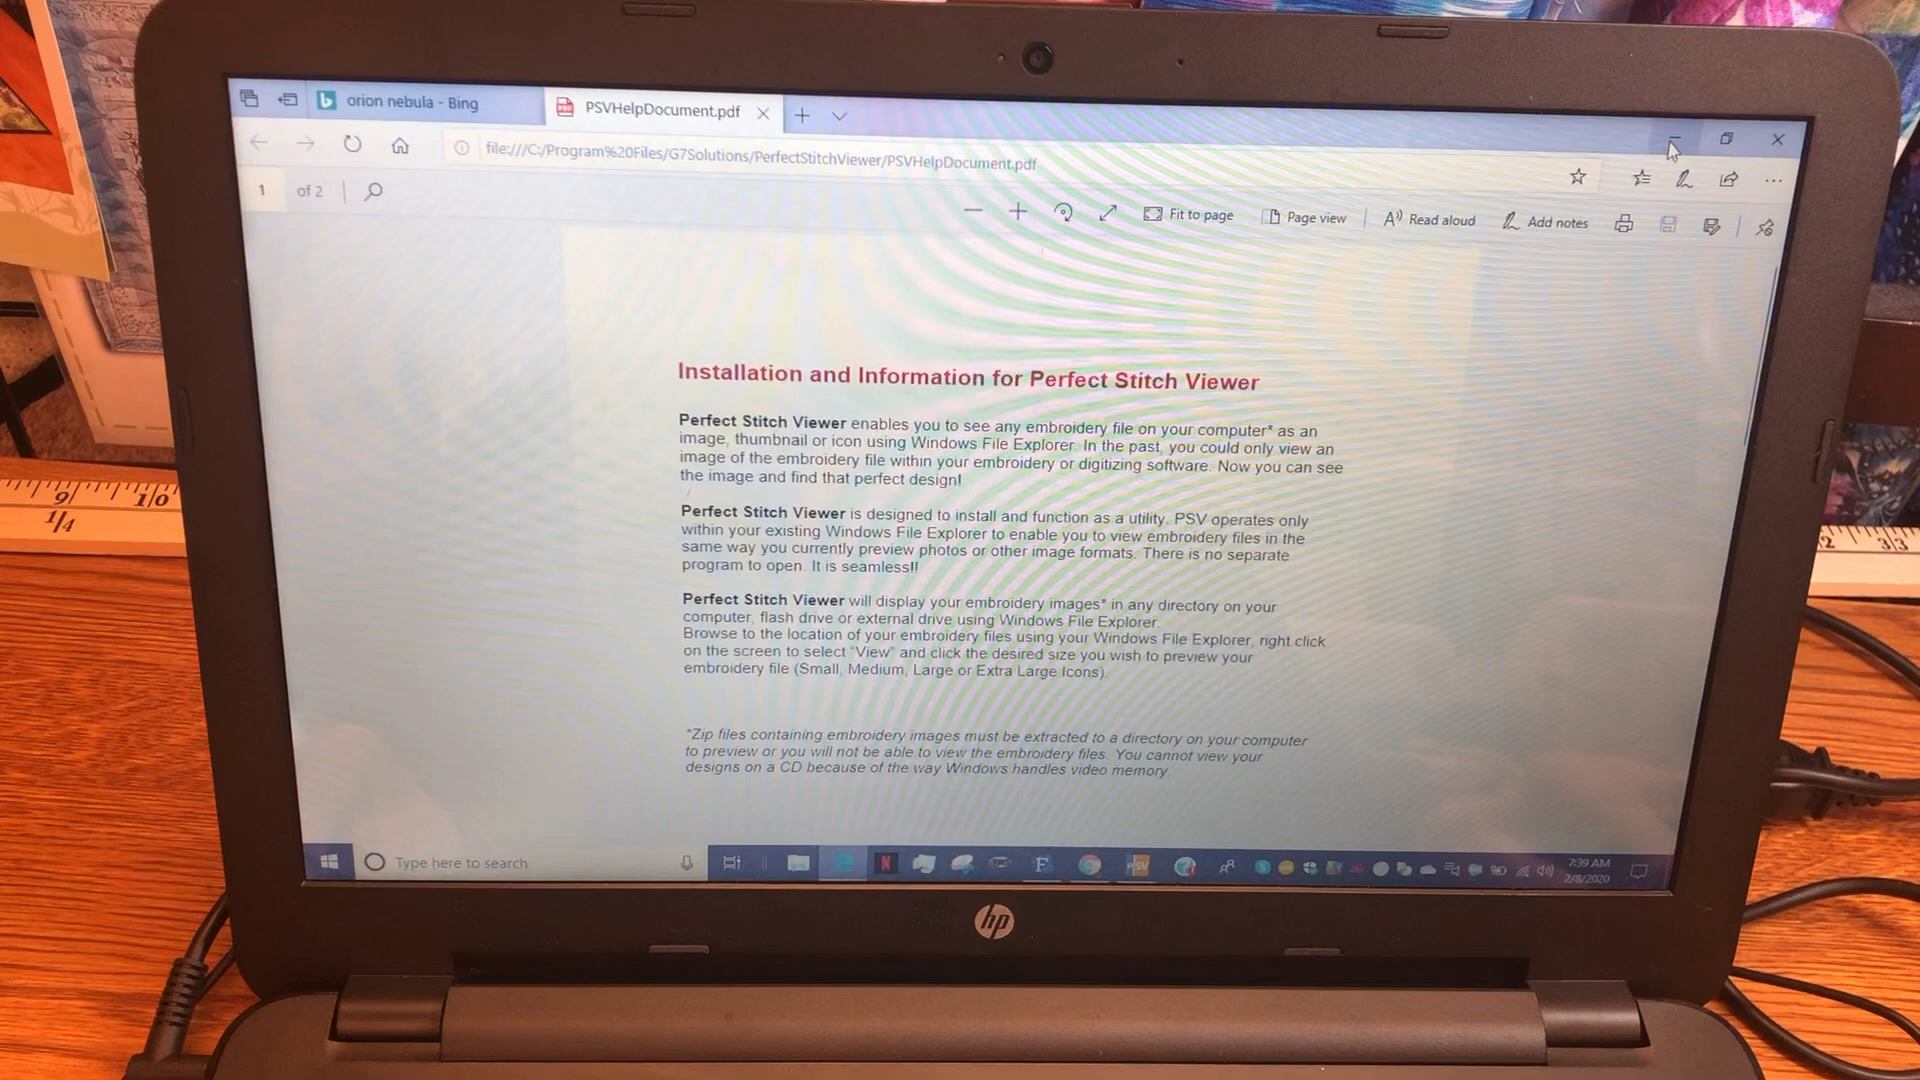 orion nebula - Bing
PSVHelpDocument.pdf
file:///C:/Program%20Files/G7Solutions/PerfectStitchViewer/PSVHelpDocument.pdf
1 of 2
Fit to page
Page view
Read aloud
Add notes
Installation and Information for Perfect Stitch Viewer
Perfect Stitch Viewer enables you to see any embroidery file on your computer* as an
image, thumbnail or icon using Windows File Explorer. In the past, you could only view an
image of the embroidery file within your embroidery or digitizing software. Now you can see
the image and find that perfect design!
Perfect Stitch Viewer is designed to install and function as a utility. PSV operates only
within your existing Windows File Explorer to enable you to view embroidery files in the
same way you currently preview photos or other image formats. There is no separate
program to open. It is seamless!!
Perfect Stitch Viewer will display your embroidery images* in any directory on your
computer, flash drive or external drive using Windows File Explorer.
Browse to the location of your embroidery files using your Windows File Explorer, right click
on the screen to select "View" and click the desired size you wish to preview your
embroidery file (Small, Medium, Large or Extra Large Icons).
*Zip files containing embroidery images must be extracted to a directory on your computer
to preview or you will not be able to view the embroidery files. You cannot view your
designs on a CD because of the way Windows handles video memory.
Type here to search
7:39 AM
2/8/2020
hp
9 10
1/4
33